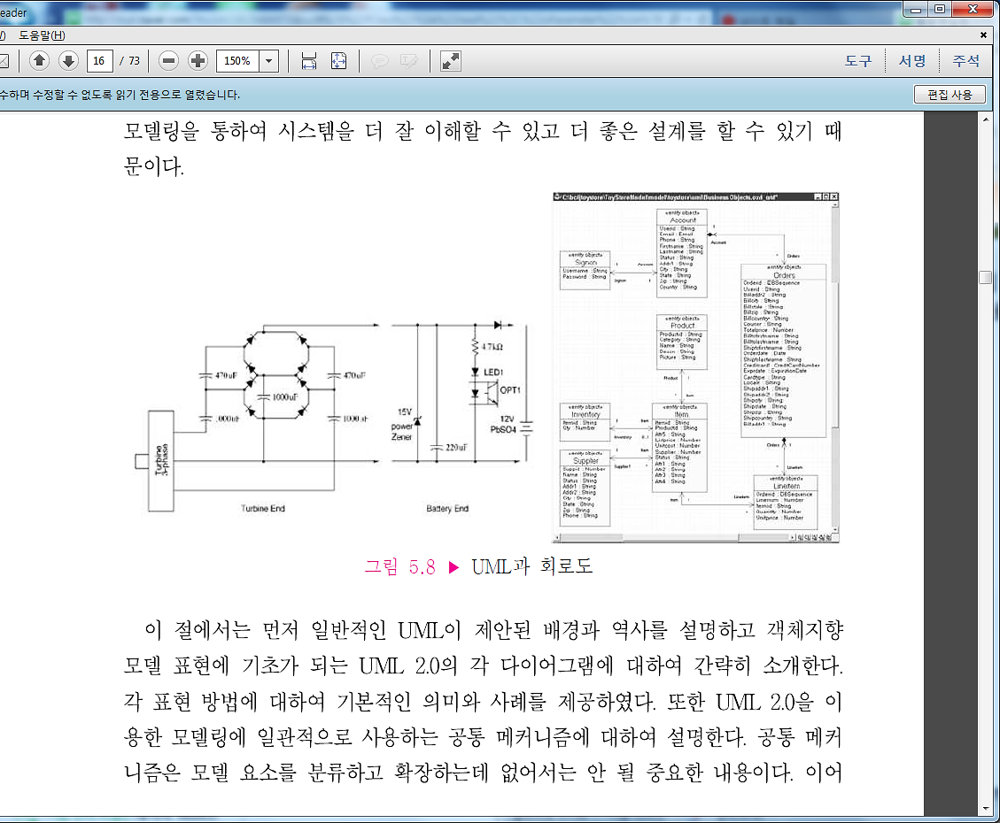 eader
도움말(H)
16 / 73 150% 도구 서명 주석
수하며 수정할 수 없도록 읽기 전용으로 열렸습니다. 편집 사용
모델링을 통하여 시스템을 더 잘 이해할 수 있고 더 좋은 설계를 할 수 있기 때
문이다.
470uF
470uF
1000uF
1000uF
Turbine
3-phase
Turbine End
4.7kΩ
LED1
OPT1
15V
power
Zener
12V
PbSO4
220uF
Battery End
«entity object»
Account
Userid : String
Email : Email
Phone : String
Firstname : String
Lastname : String
Status : String
Addr1 : String
City : String
State : String
Zip : String
Country : String
«entity object»
Signon
Username : String
Password : String
Account
Signon
Orders
«entity object»
Orders
Orderid : DBSequence
Userid : String
Billaddr2 : String
Billcity : String
Billstate : String
Billzip : String
Billcountry : String
Courier : String
Totalprice : Number
Billtofirstname : String
Billtolastname : String
Shiptofirstname : String
Orderdate : Date
Shiptolastname : String
Creditcard : CreditCardNumber
Exprdate : ExpirationDate
Cardtype : String
Locale : String
Shipaddr1 : String
Shipaddr2 : String
Shipcity : String
Shipstate : String
Shipzip : String
Shipcountry : String
Billaddr1 : String
«entity object»
Product
Productid : String
Category : String
Name : String
Descn : String
Picture : String
Product
Item
«entity object»
Inventory
Itemid : String
Qty : Number
Item
Inventory
«entity object»
Item
Itemid : String
Productid : String
Attr5 : String
Listprice : Number
Unitcost : Number
Supplier : Number
Status : String
Attr1 : String
Attr2 : String
Attr3 : String
Attr4 : String
«entity object»
Supplier
Suppid : Number
Name : String
Status : String
Addr1 : String
Addr2 : String
City : String
State : String
Zip : String
Phone : String
Item
Supplier1
Orders
Lineitem
Item
Lineitem
«entity object»
Lineitem
Orderid : DBSequence
Linenum : Number
Itemid : String
Quantity : Number
Unitprice : Number
그림 5.8 ▶ UML과 회로도
이 절에서는 먼저 일반적인 UML이 제안된 배경과 역사를 설명하고 객체지향
모델 표현에 기초가 되는 UML 2.0의 각 다이어그램에 대하여 간략히 소개한다.
각 표현 방법에 대하여 기본적인 의미와 사례를 제공하였다. 또한 UML 2.0을 이
용한 모델링에 일관적으로 사용하는 공통 메커니즘에 대하여 설명한다. 공통 메커
니즘은 모델 요소를 분류하고 확장하는데 없어서는 안 될 중요한 내용이다. 이어